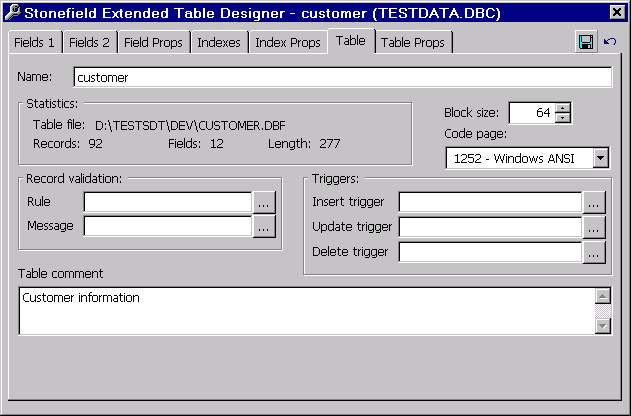 Stonefield Extended Table Designer - customer (TESTDATA.DBC)
Fields 1 Fields 2 Field Props Indexes Index Props Table Table Props
Name: customer
Statistics:
Table file: D:\TESTSDT\DEV\CUSTOMER.DBF
Records: 92 Fields: 12 Length: 277
Block size: 64
Code page:
1252 - Windows ANSI
Record validation:
Rule ...
Message ...
Triggers:
Insert trigger ...
Update trigger ...
Delete trigger ...
Table comment
Customer information